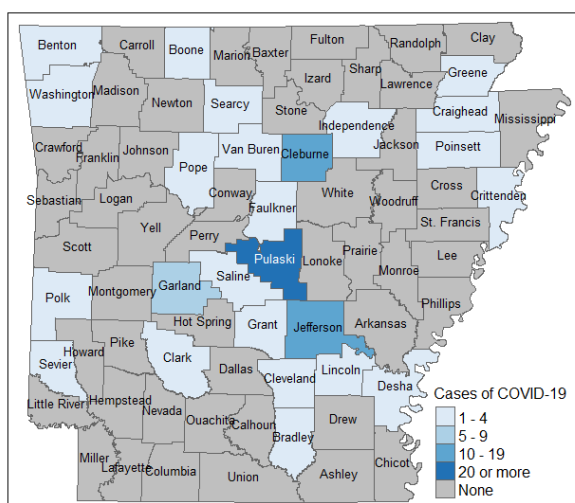 Benton
Carroll
Boone
Marion
Baxter
Fulton
Randolph
Clay
Sharp
Izard
Lawrence
Greene
Washington
Madison
Newton
Searcy
Stone
Independence
Craighead
Mississippi
Jackson
Poinsett
Crawford
Franklin
Johnson
Pope
Van Buren
Cleburne
Sebastian
Logan
Conway
White
Woodruff
Cross
Crittenden
Faulkner
St. Francis
Scott
Yell
Perry
Pulaski
Lonoke
Prairie
Monroe
Lee
Phillips
Saline
Garland
Polk
Montgomery
Hot Spring
Grant
Jefferson
Arkansas
Howard
Pike
Clark
Sevier
Dallas
Cleveland
Lincoln
Desha
Little River
Hempstead
Nevada
Ouachita
Calhoun
Bradley
Drew
Miller
Lafayette
Columbia
Union
Ashley
Chicot
Cases of COVID-19
1 - 4
5 - 9
10 - 19
20 or more
None